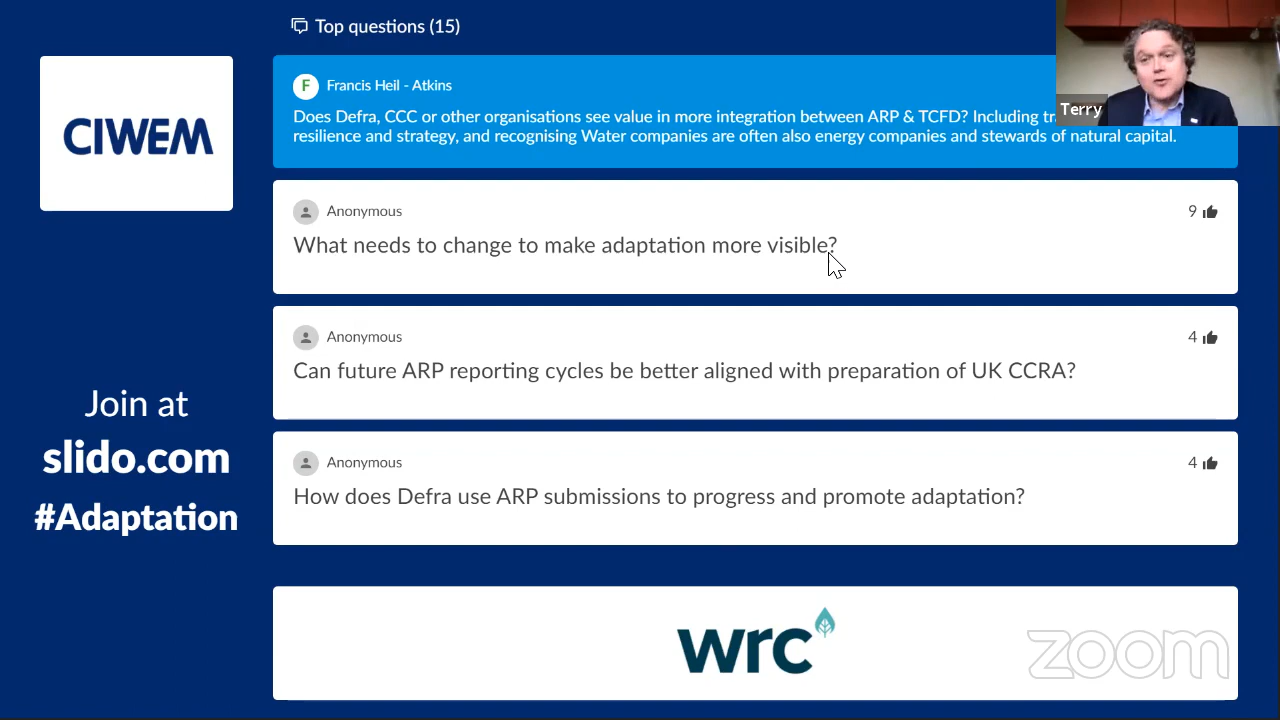 Top questions (15)
CIWEM
F
Francis Heil - Atkins
Does Defra, CCC or other organisations see value in more integration between ARP & TCFD? Including
resilience and strategy, and recognising Water companies are often also energy companies and stewards of natural capital.
Terry
Anonymous
9
What needs to change to make adaptation more visible?
Anonymous
4
Can future ARP reporting cycles be better aligned with preparation of UK CCRA?
Anonymous
4
How does Defra use ARP submissions to progress and promote adaptation?
Join at
slido.com
#Adaptation
wrc
zoom